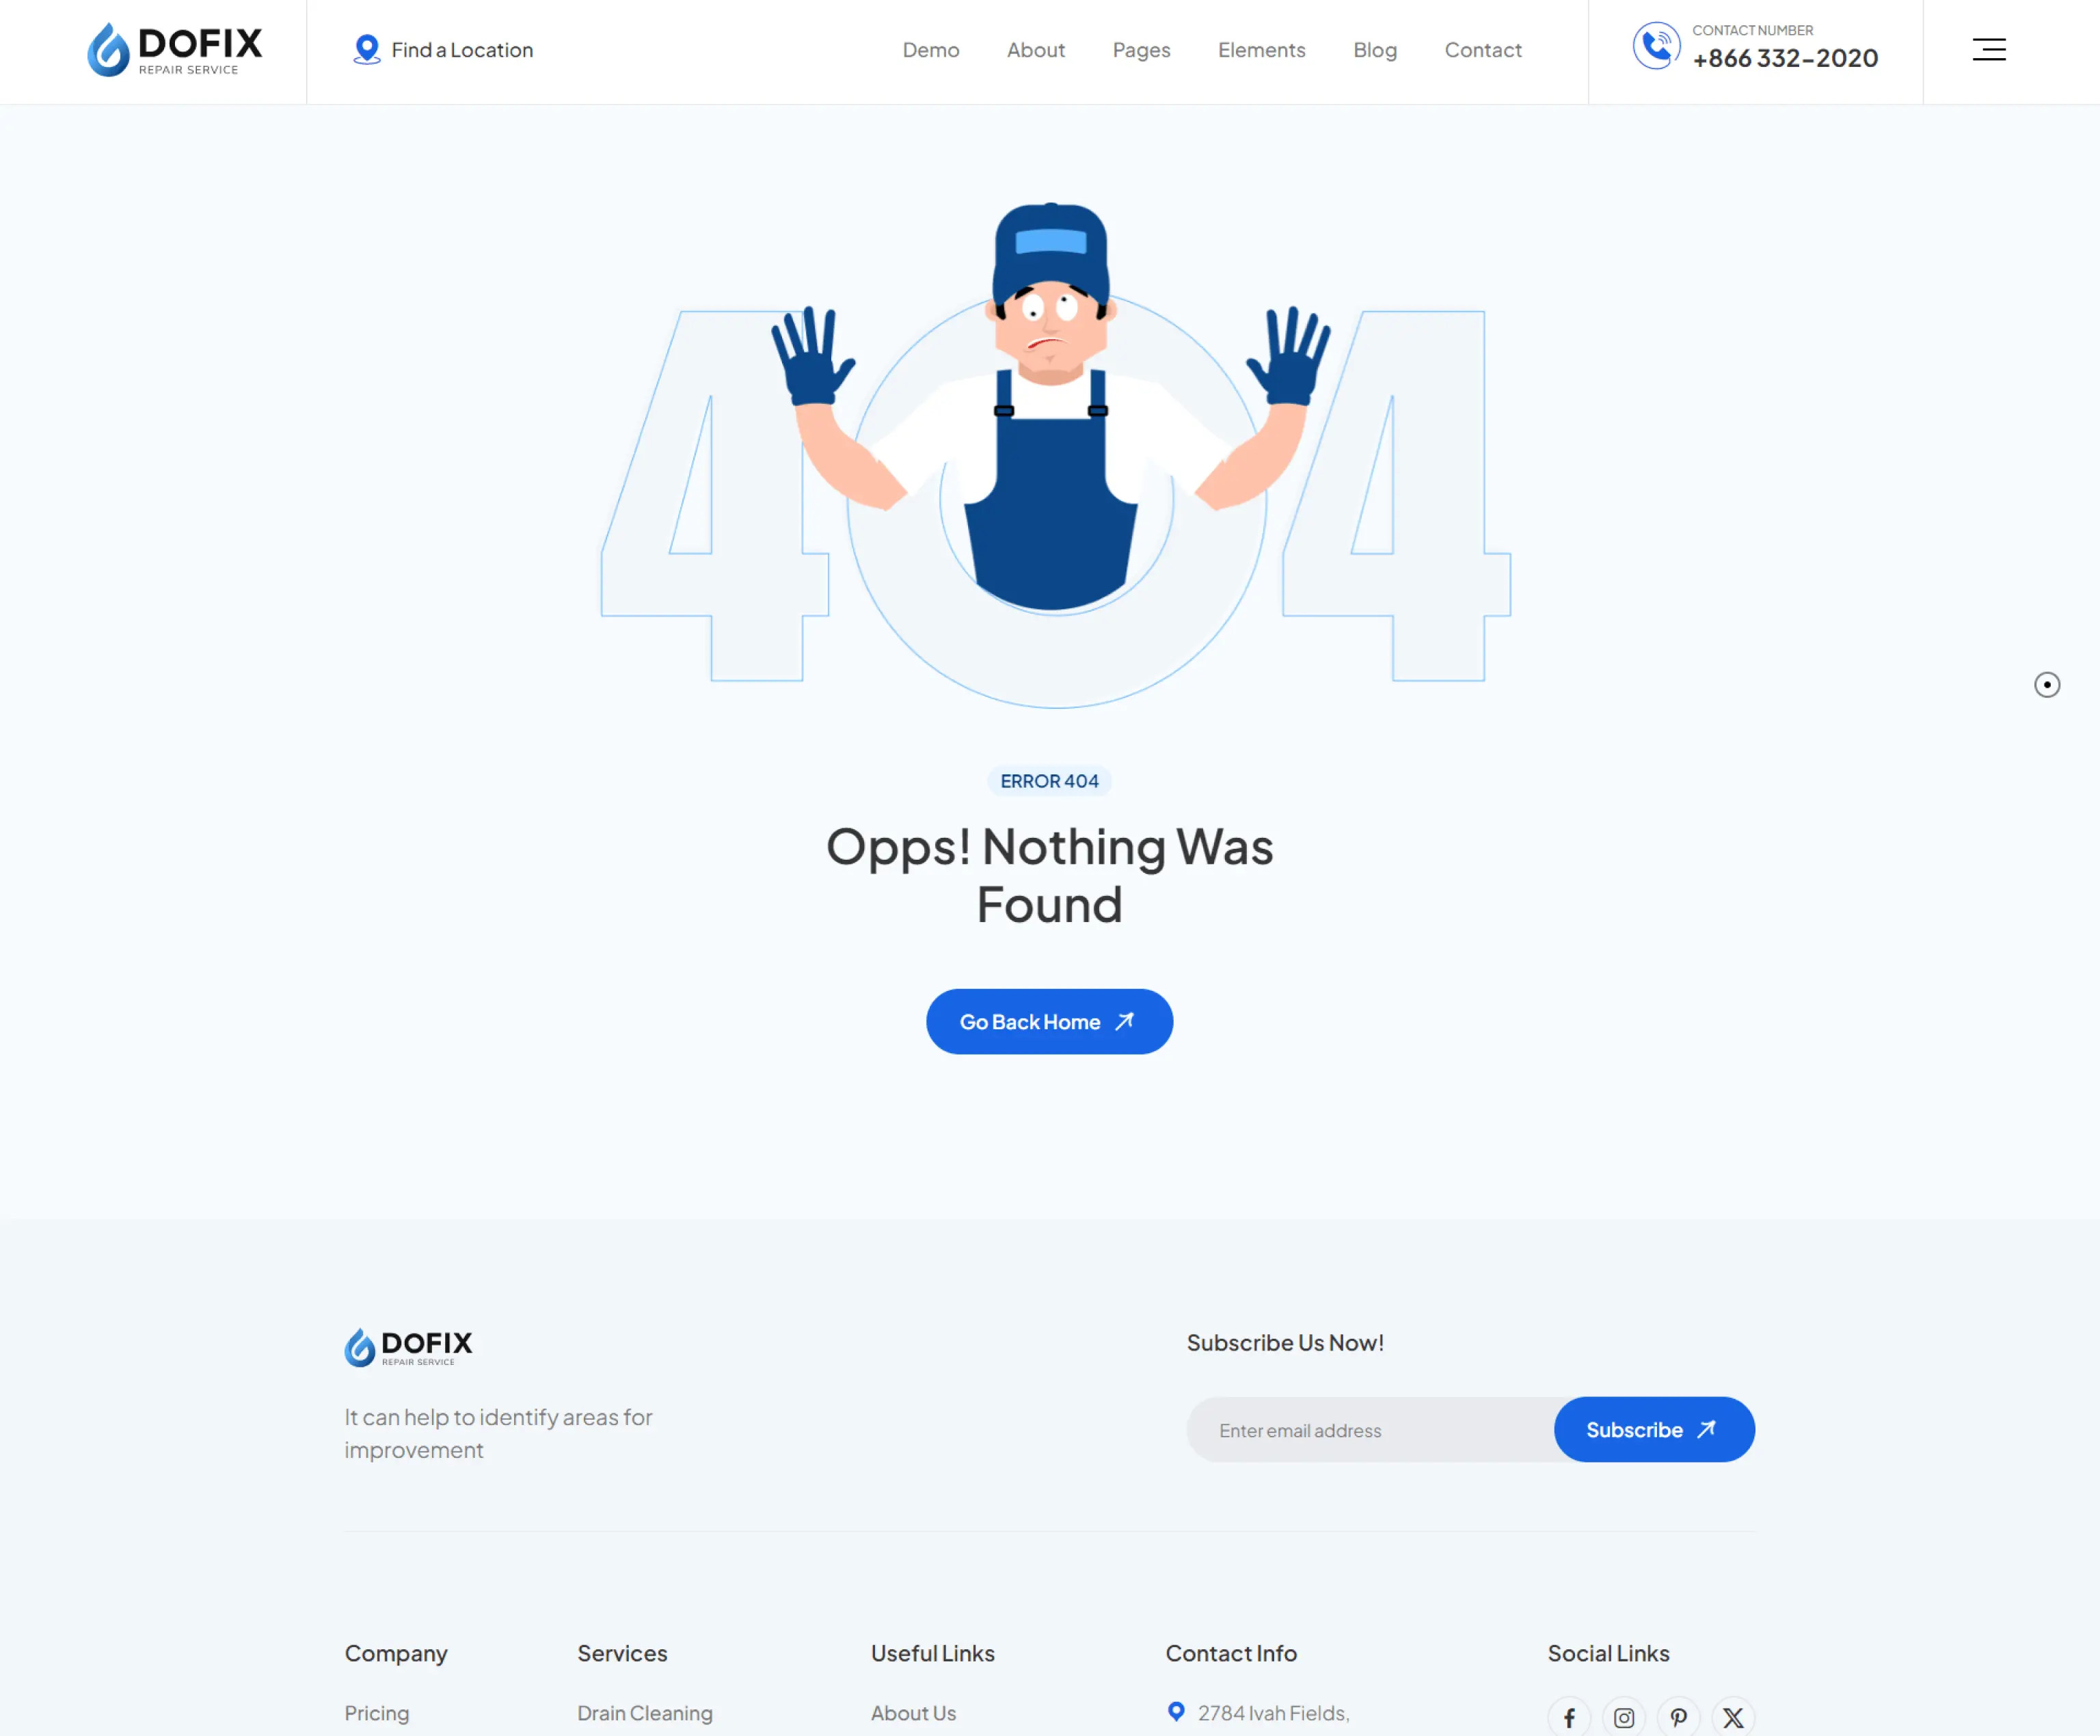 DOFIX
REPAIR SERVICE
Find a Location
Demo
About
Pages
Elements
Blog
Contact
CONTACT NUMBER
+866 332-2020
404
ERROR 404
Opps! Nothing Was
Found
Go Back Home
DOFIX
REPAIR SERVICE
It can help to identify areas for
improvement
Subscribe Us Now!
Enter email address
Subscribe
Company
Services
Useful Links
Contact Info
Social Links
Pricing
Drain Cleaning
About Us
2784 Ivah Fields,